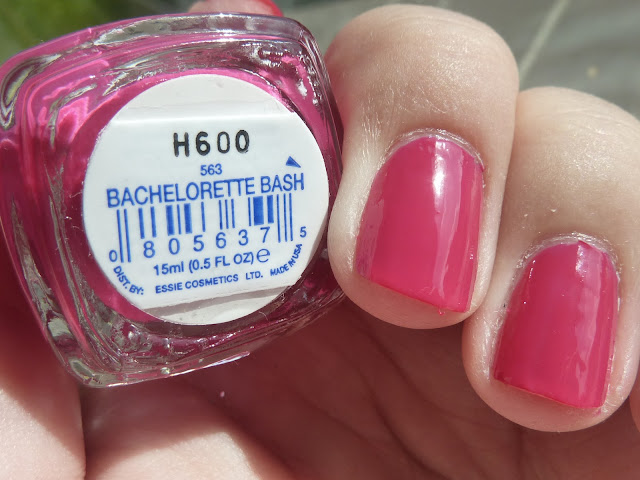 H600
563
BACHELORETTE BASH
0 805637 5
15ml (0.5 FL OZ) e
DIST. BY: ESSIE COSMETICS LTD. MADE IN USA